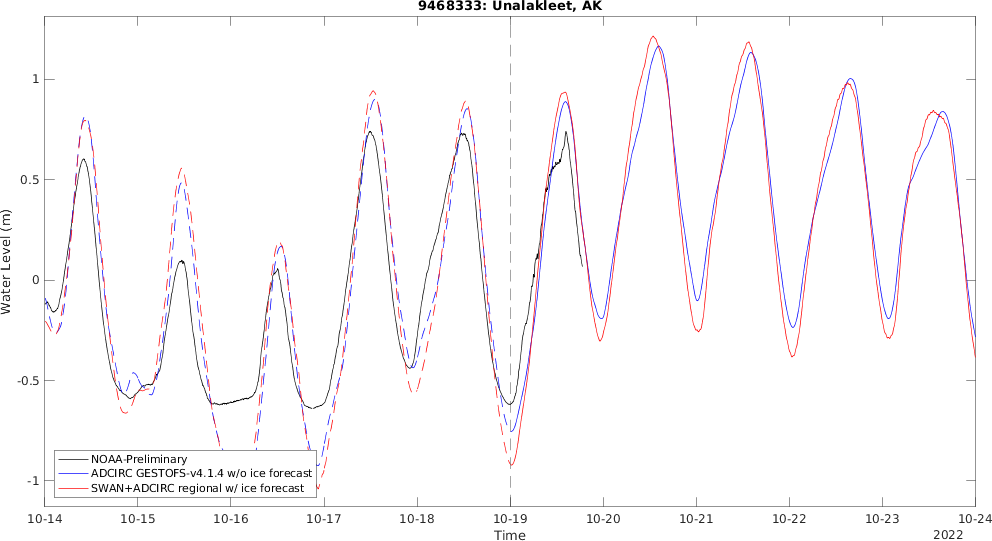 9468333: Unalakleet, AK
Water Level (m)
1
0.5
0
-0.5
-1
NOAA-Preliminary
ADCIRC GESTOFS-v4.1.4 w/o ice forecast
SWAN+ADCIRC regional w/ ice forecast
10-14 10-15 10-16 10-17 10-18 10-19 10-20 10-21 10-22 10-23 10-24
Time
2022